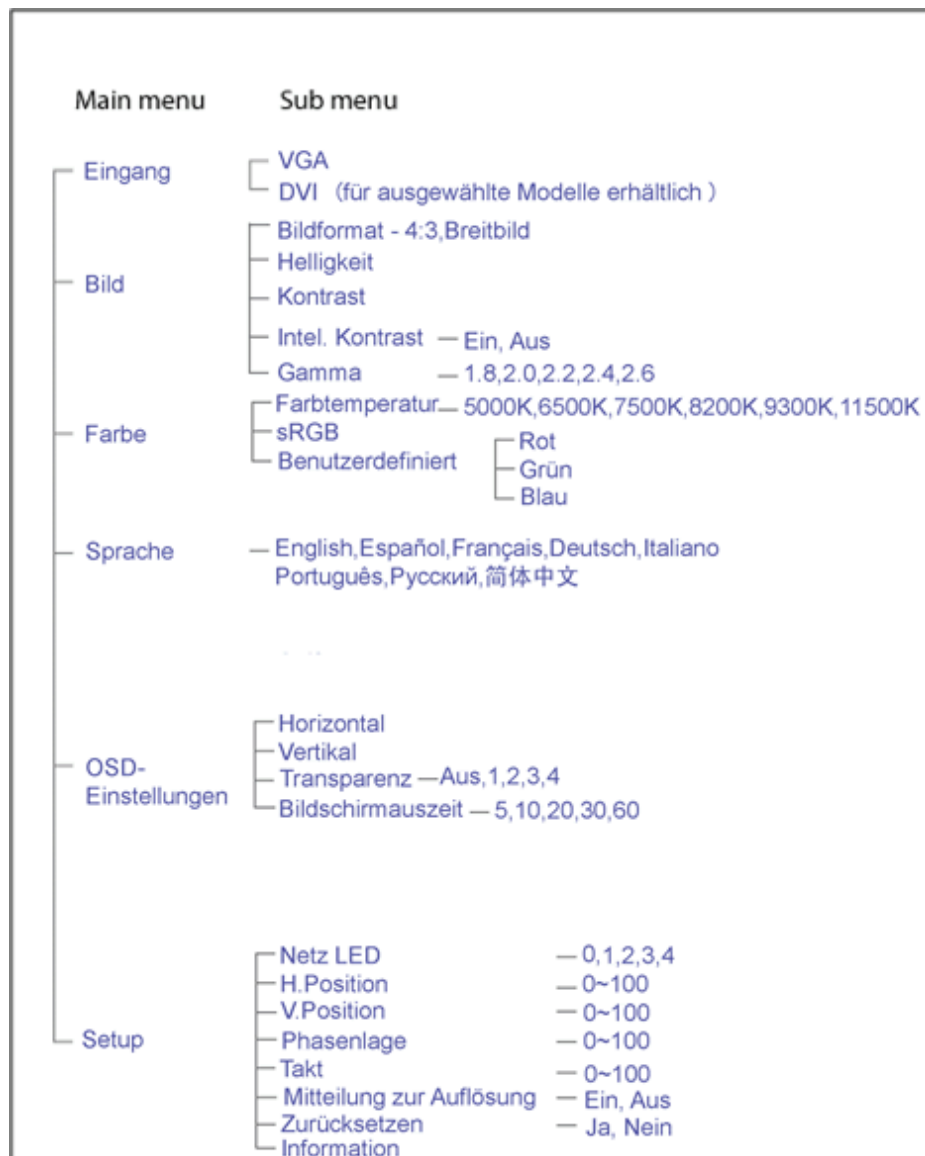 Main menu Sub menu
Eingang
VGA
DVI (für ausgewählte Modelle erhältlich )
Bild
Bildformat - 4:3,Breitbild
Helligkeit
Kontrast
Intel. Kontrast — Ein, Aus
Gamma — 1.8,2.0,2.2,2.4,2.6
Farbe
Farbtemperatur — 5000K,6500K,7500K,8200K,9300K,11500K
sRGB
Benutzerdefiniert
Rot
Grün
Blau
Sprache
English,Español,Français,Deutsch,Italiano
Português,Русский,简体中文
OSD-
Einstellungen
Horizontal
Vertikal
Transparenz — Aus,1,2,3,4
Bildschirmauszeit — 5,10,20,30,60
Setup
Netz LED — 0,1,2,3,4
H.Position — 0~100
V.Position — 0~100
Phasenlage — 0~100
Takt — 0~100
Mitteilung zur Auflösung — Ein, Aus
Zurücksetzen — Ja, Nein
Information